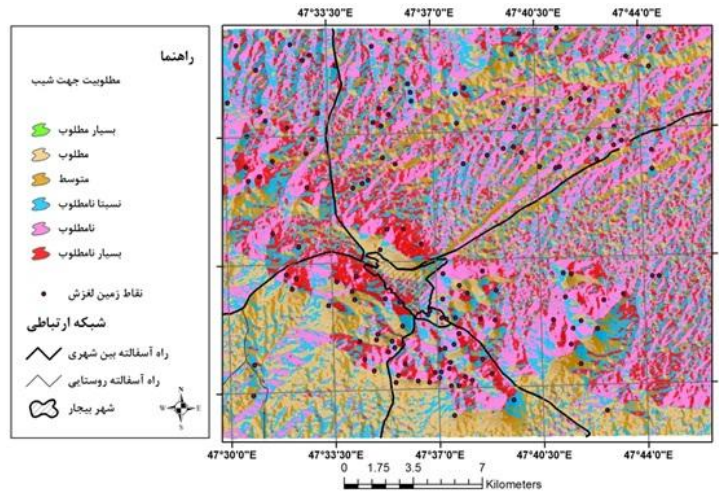 47°33'30"E 47°37'0"E 47°40'30"E 47°44'0"E
راهنما
مطلوبیت جهت شیب
بسیار مطلوب
مطلوب
متوسط
نسبتا نامطلوب
نامطلوب
بسیار نامطلوب
نقاط زمین لغزش
شبکه ارتباطی
راه آسفالته بین شهری
راه آسفالته روستایی
شهر بیجار
N
W E
S
47°30'0"E 47°33'30"E 47°37'0"E 47°40'30"E 47°44'0"E
0 1.75 3.5 7
Kilometers